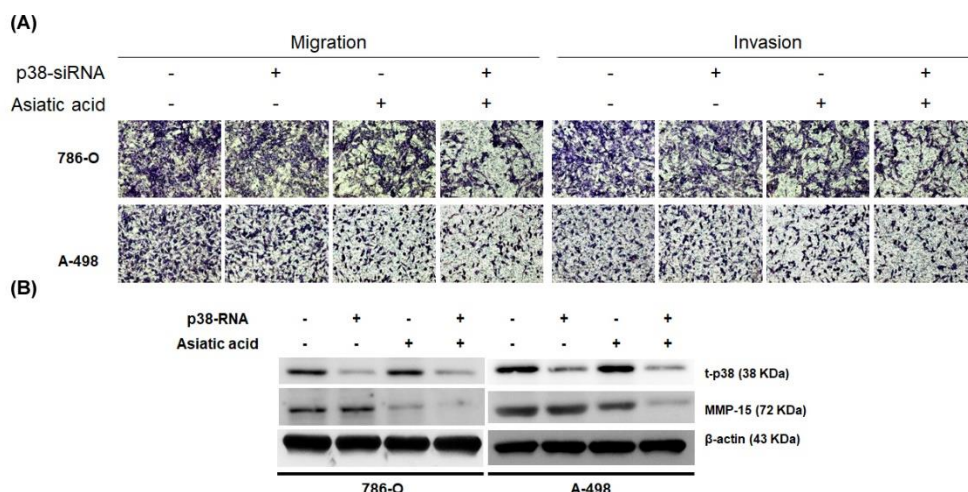 (A)
Migration Invasion
p38-siRNA - + - + - + - +
Asiatic acid - - + + - - + +
786-O
A-498
(B)
p38-RNA - + - + - + - +
Asiatic acid - - + + - - + +
t-p38 (38 KDa)
MMP-15 (72 KDa)
β-actin (43 KDa)
786-O A-498